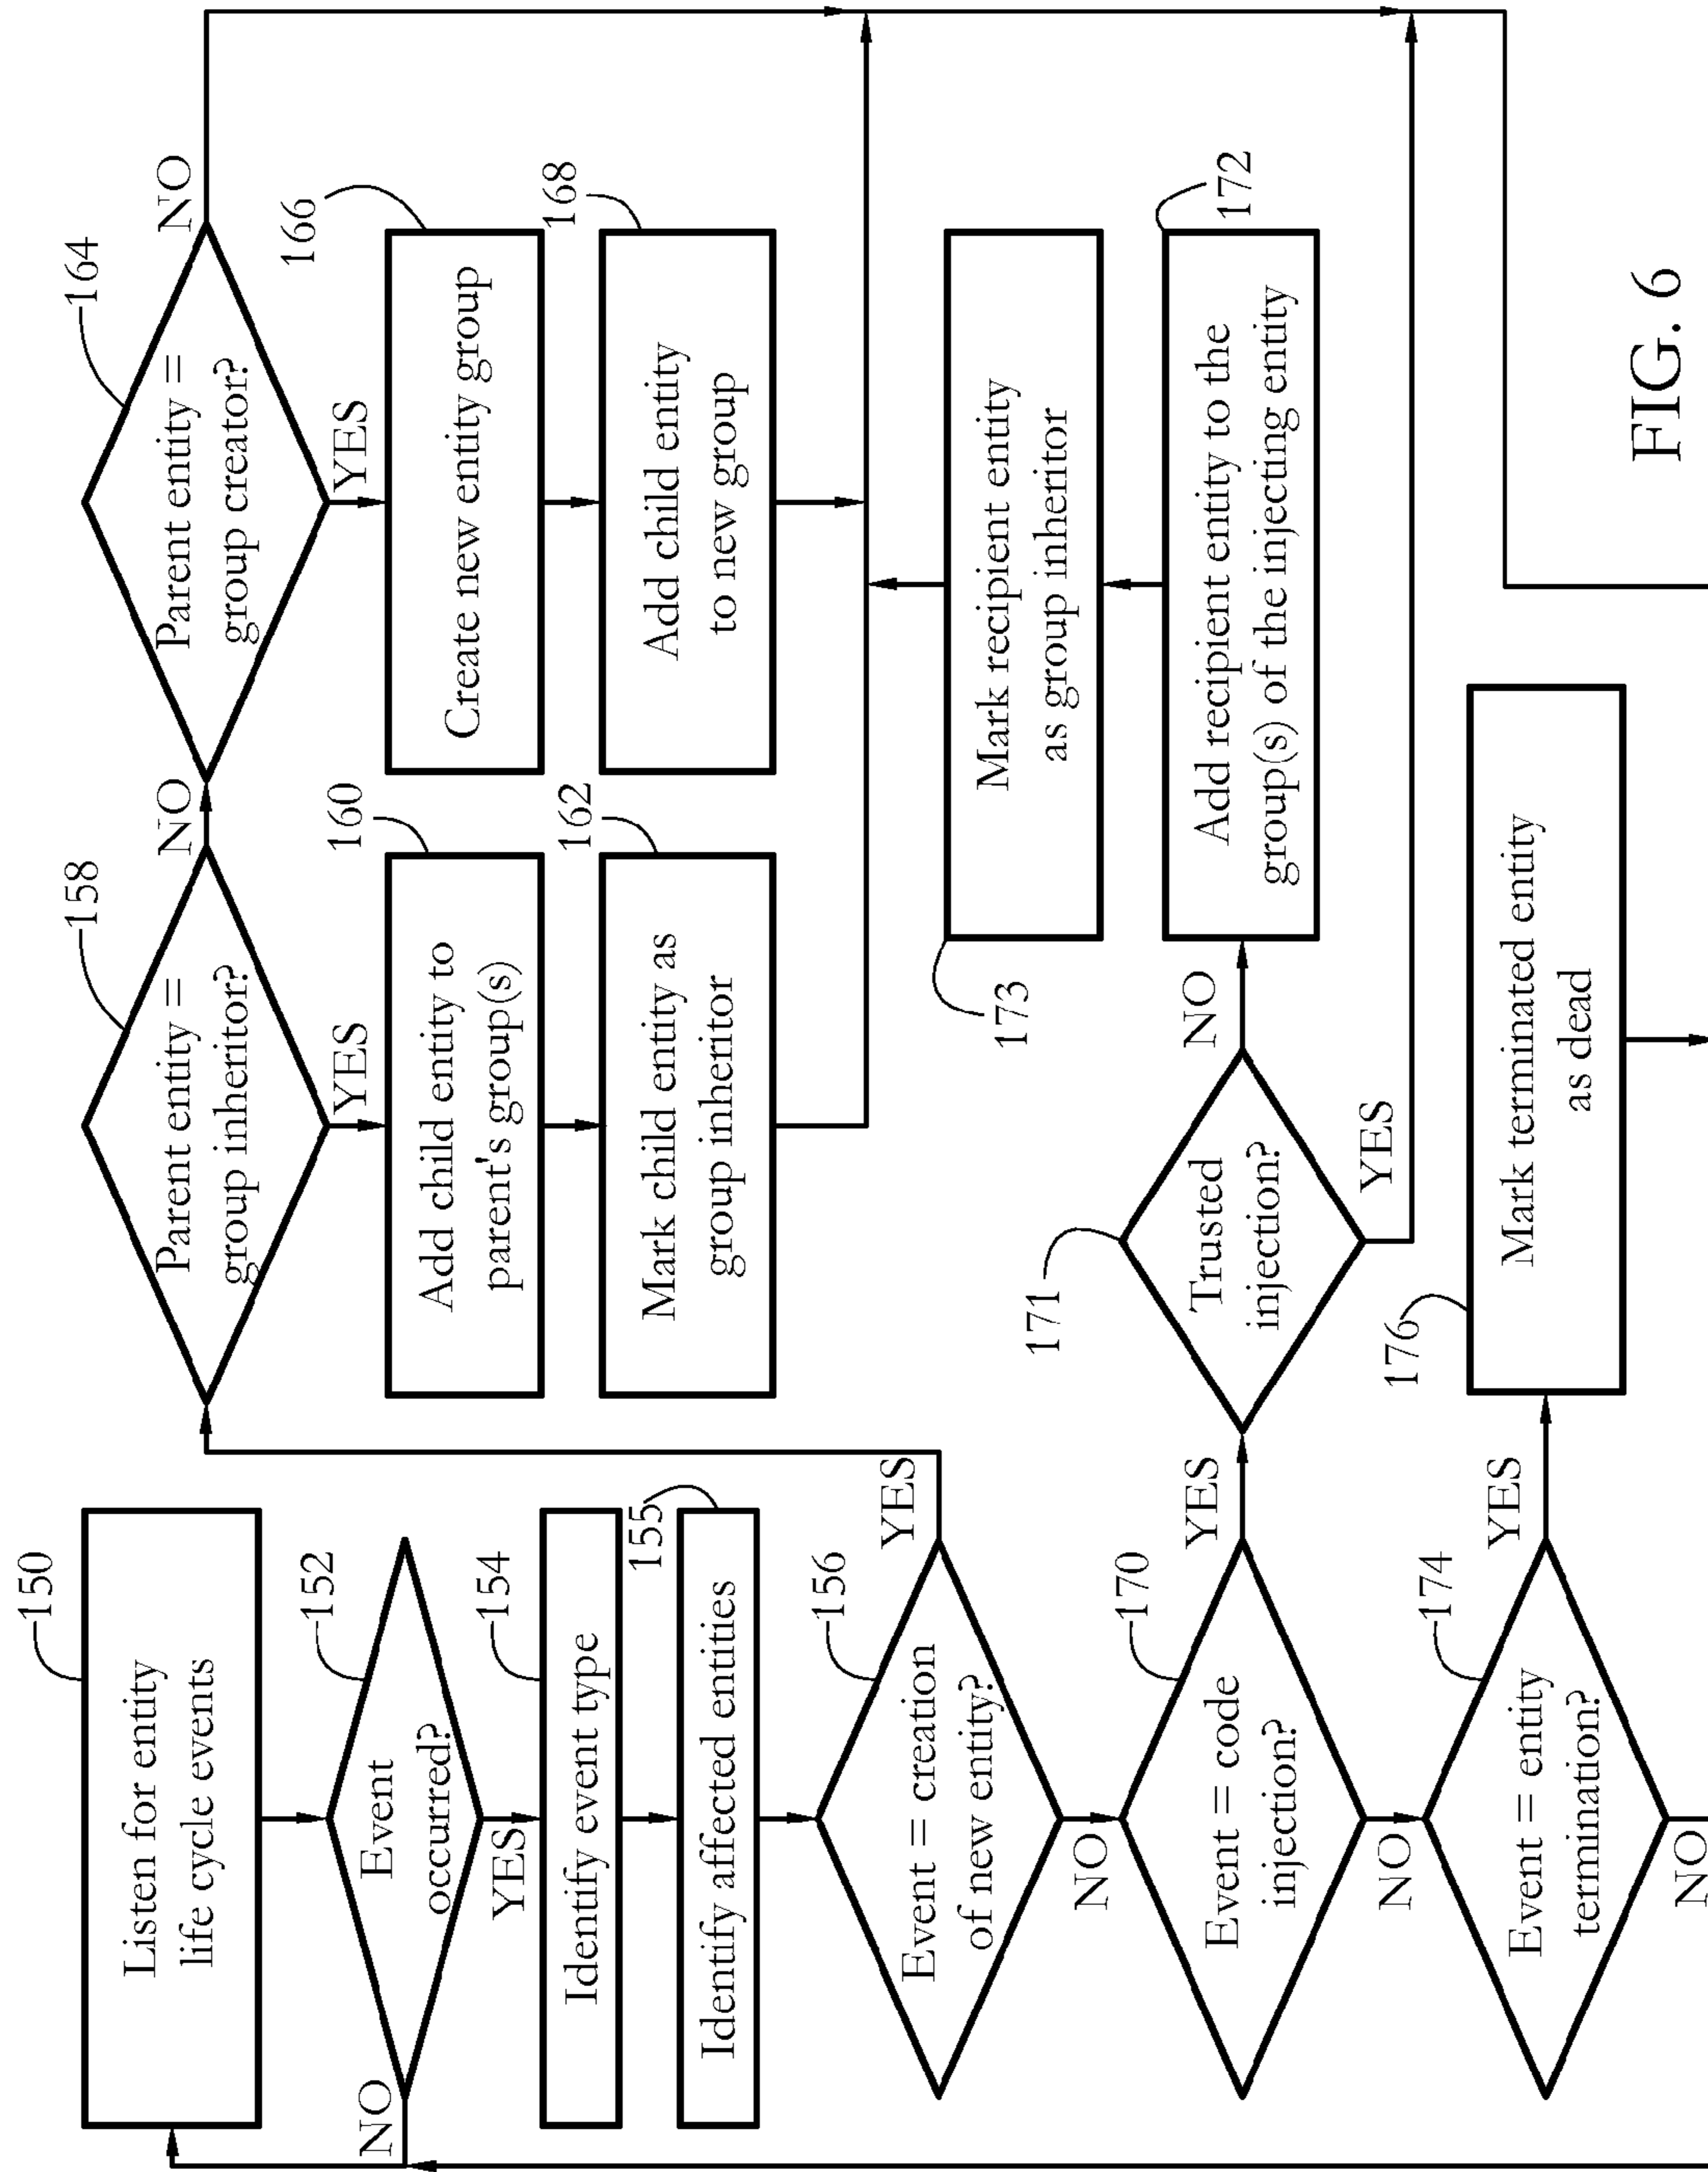 150
Listen for entity
life cycle events
152
Event
occurred?
NO
YES
154
Identify event type
155
Identify affected entities
156
Event = creation
of new entity?
YES
NO
158
Parent entity =
group inheritor?
NO
YES
160
Add child entity to
parent's group(s)
162
Mark child entity as
group inheritor
164
Parent entity =
group creator?
NO
YES
166
Create new entity group
168
Add child entity
to new group
170
Event = code
injection?
YES
NO
171
Trusted
injection?
NO
YES
172
Add recipient entity to the
group(s) of the injecting entity
173
Mark recipient entity
as group inheritor
174
Event = entity
termination?
YES
NO
176
Mark terminated entity
as dead
FIG. 6